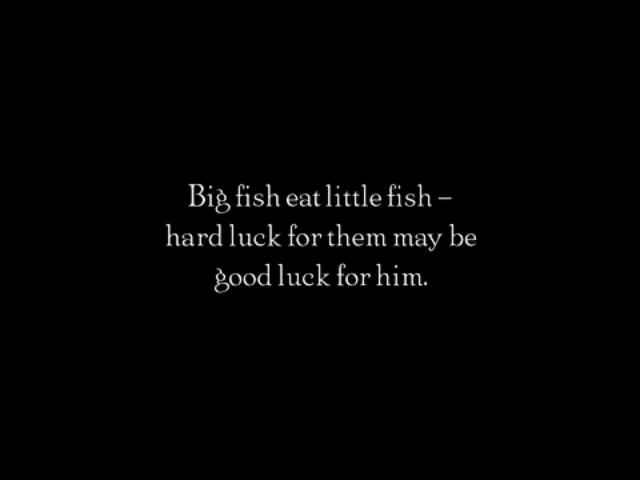 Big fish eat little fish –
hard luck for them may be
good luck for him.